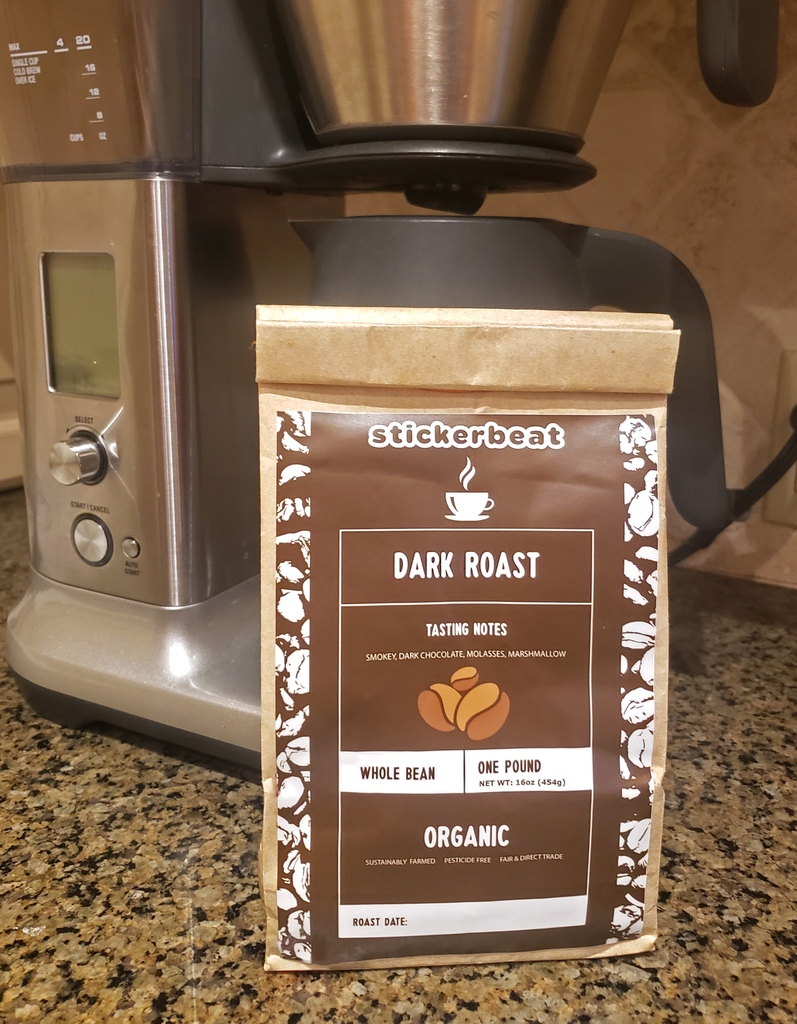 MAX 4 20
SINGLE CUP
COLD BREW
OVER ICE
16
12
8
CUPS OZ
SELECT
START | CANCEL
AUTO
START
stickerbeat
DARK ROAST
TASTING NOTES
SMOKEY, DARK CHOCOLATE, MOLASSES, MARSHMALLOW
WHOLE BEAN
ONE POUND
NET WT: 16oz (454g)
ORGANIC
SUSTAINABLY FARMED PESTICIDE FREE FAIR & DIRECT TRADE
ROAST DATE: